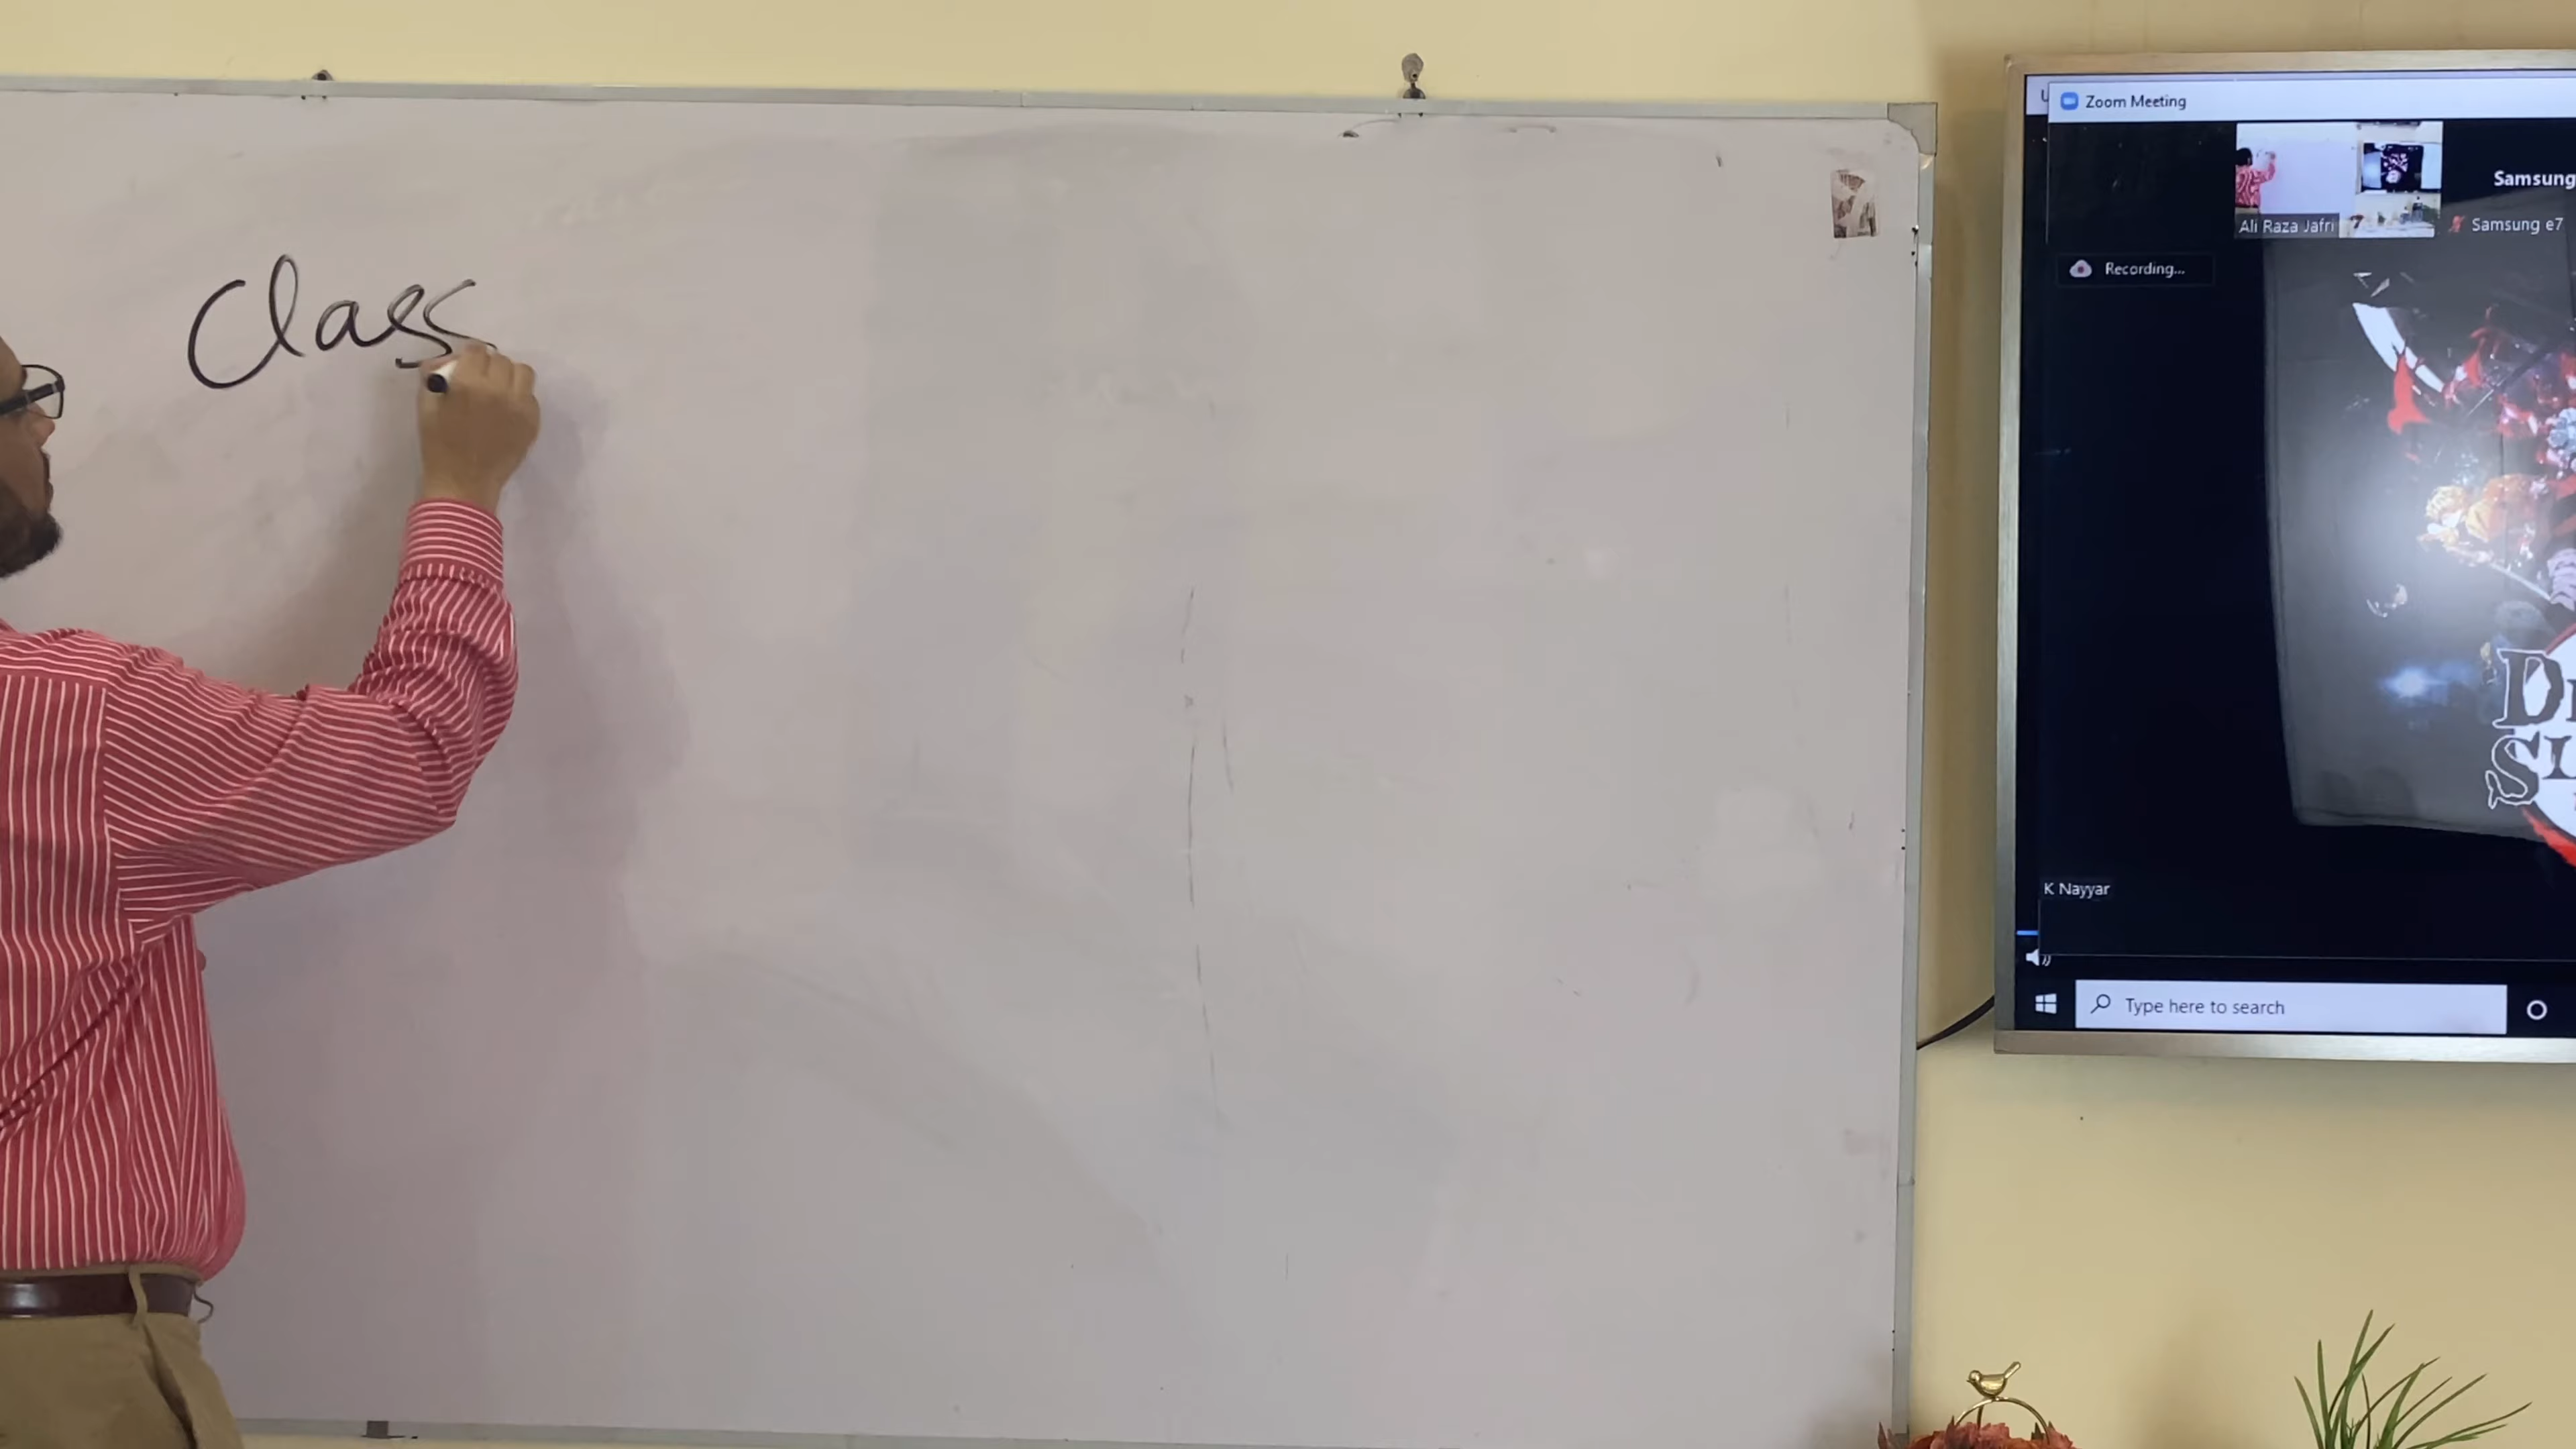 Class
Zoom Meeting
Samsung
Ali Raza Jafri
Samsung e7
Recording...
K Nayyar
Type here to search